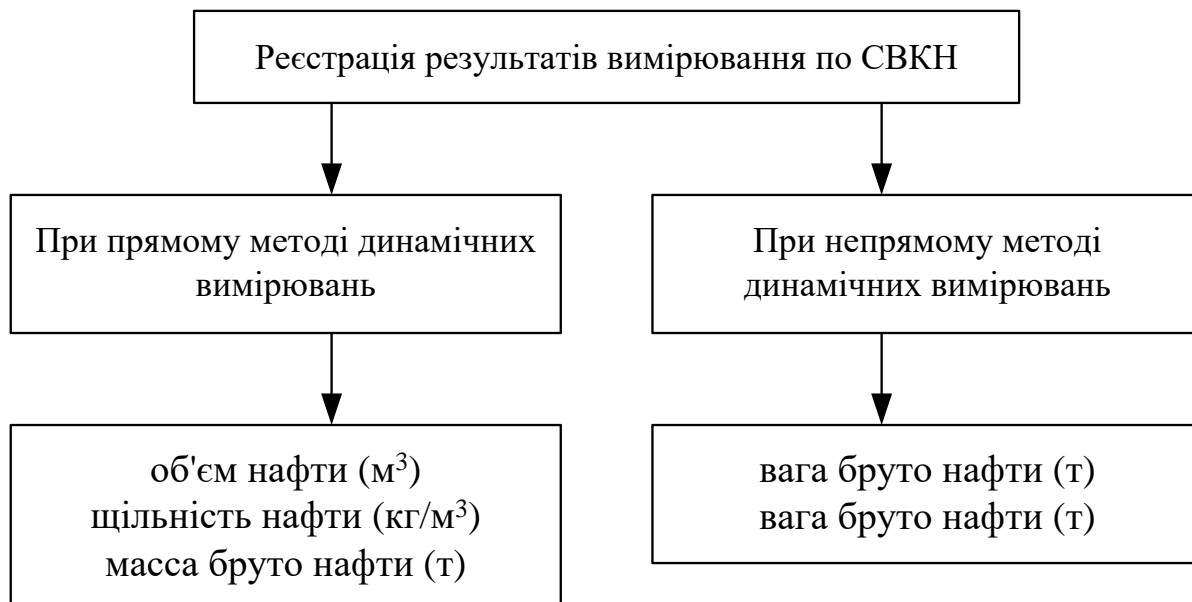 Реєстрація результатів вимірювання по СВКН
При прямому методі динамічних
вимірювань
При непрямому методі
динамічних вимірювань
об'єм нафти (м³)
щільність нафти (кг/м³)
масса бруто нафти (т)
вага бруто нафти (т)
вага бруто нафти (т)